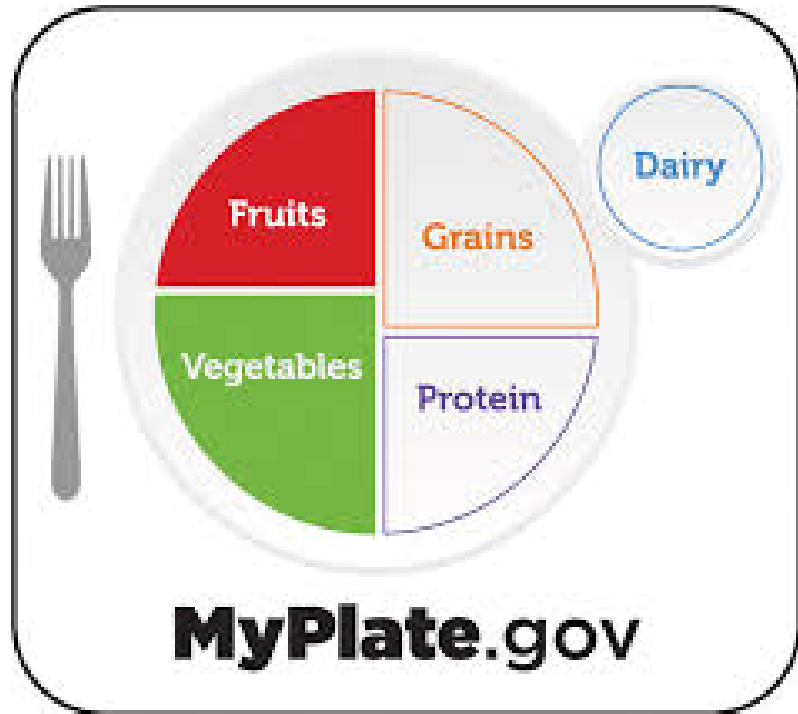 Fruits
Grains
Dairy
Vegetables
Protein
MyPlate.gov